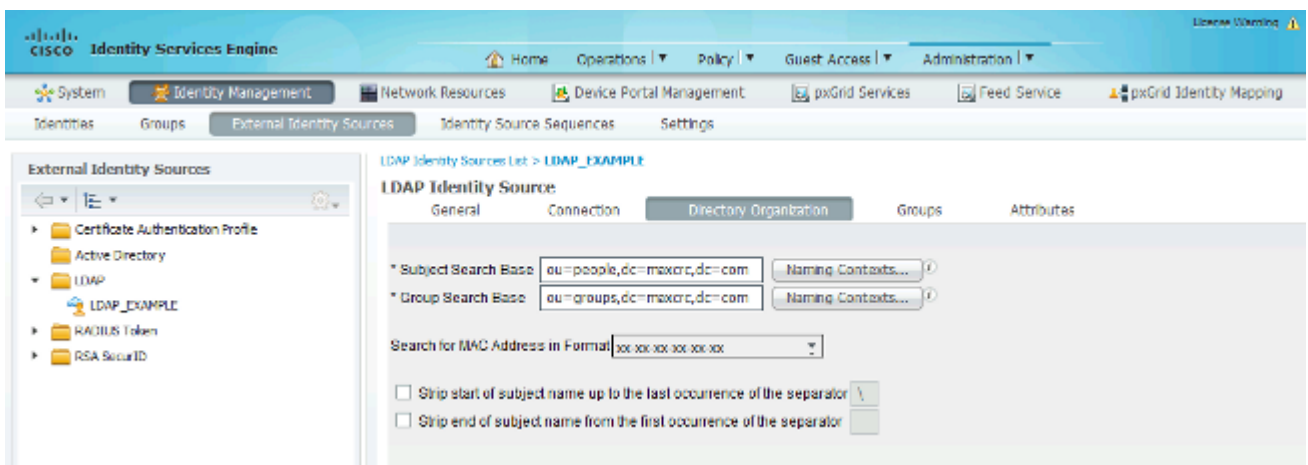 License Warning
CISCO Identity Services Engine
Home Operations Policy Guest Access Administration
System Identity Management Network Resources Device Portal Management pxGrid Services Feed Service pxGrid Identity Mapping
Identities Groups External Identity Sources Identity Source Sequences Settings
External Identity Sources
Certificate Authentication Profile
Active Directory
LDAP
LDAP_EXAMPLE
RADIUS Token
RSA SecurID
LDAP Identity Sources List > LDAP_EXAMPLE
LDAP Identity Source
General Connection Directory Organization Groups Attributes
* Subject Search Base ou=people,dc=maxcrc,dc=com Naming Contexts... i
* Group Search Base ou=groups,dc=maxcrc,dc=com Naming Contexts... i
Search for MAC Address in Format xx-xx-xx-xx-xx-xx
Strip start of subject name up to the last occurrence of the separator \
Strip end of subject name from the first occurrence of the separator